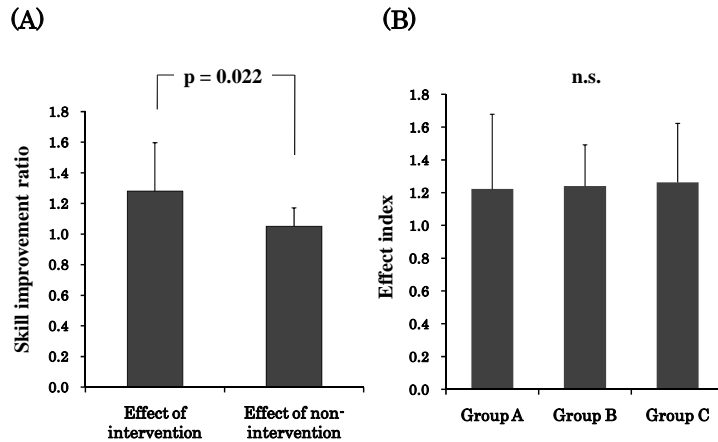 (A)
p = 0.022
Skill improvement ratio
1.8
1.6
1.4
1.2
1.0
0.8
0.6
0.4
0.2
0.0
Effect of
intervention
Effect of non-
intervention
(B)
n.s.
Effect index
1.8
1.6
1.4
1.2
1.0
0.8
0.6
0.4
0.2
0.0
Group A
Group B
Group C